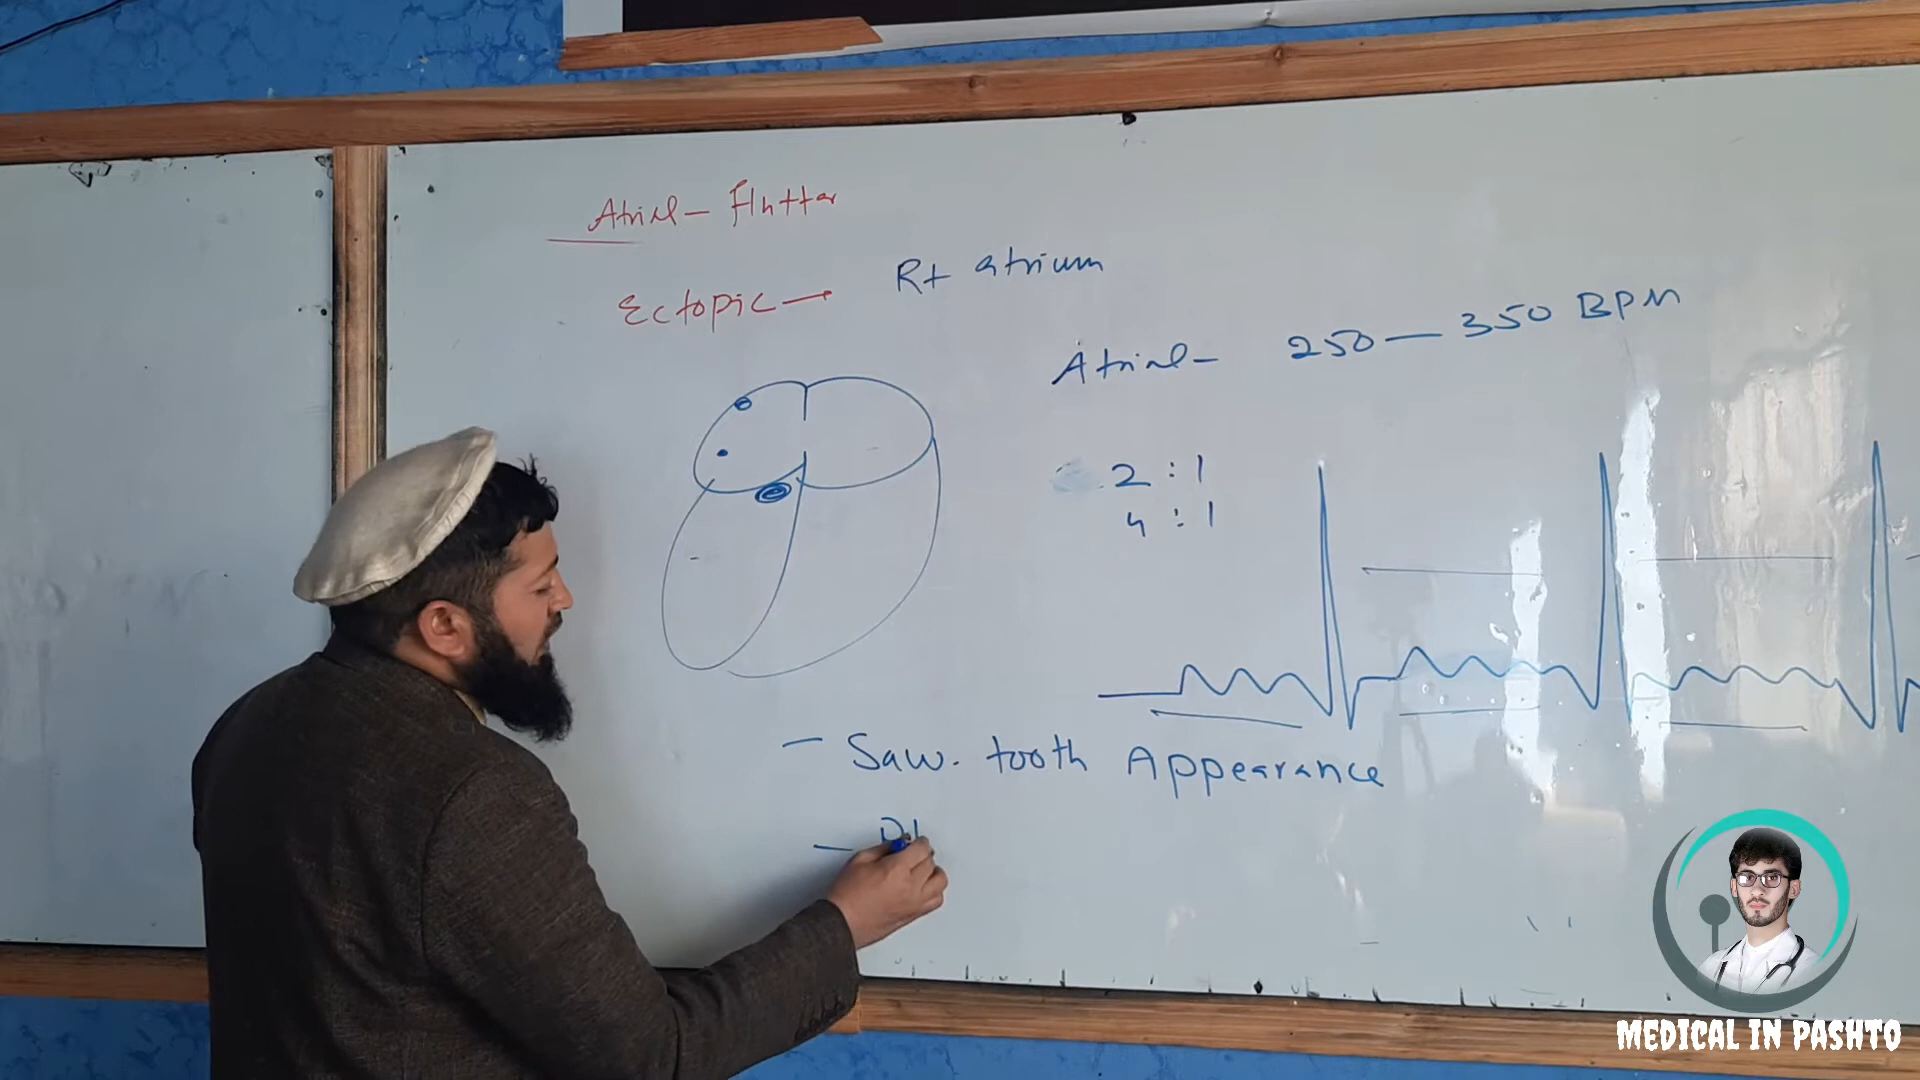 Atrial - Flutter
Ectopic →
Rt atrium
Atrial - 250 — 350 BPM
2 : 1
4 : 1
- Saw. tooth Appearance
MEDICAL IN PASHTO